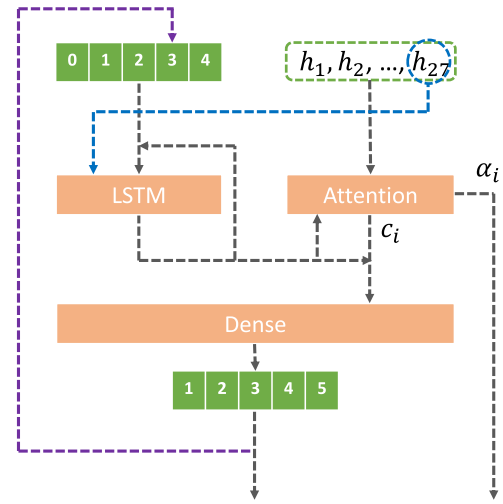 0 1 2 3 4
h₁, h₂, ..., h₂₇
αᵢ
LSTM
Attention
cᵢ
Dense
1 2 3 4 5